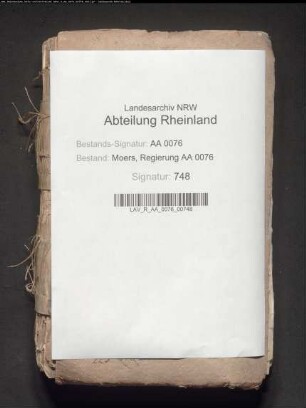 Landesarchiv NRW
Abteilung Rheinland
Bestands-Signatur: AA 0076
Bestand: Moers, Regierung AA 0076
Signatur: 748
LAV_R_AA_0076_00748